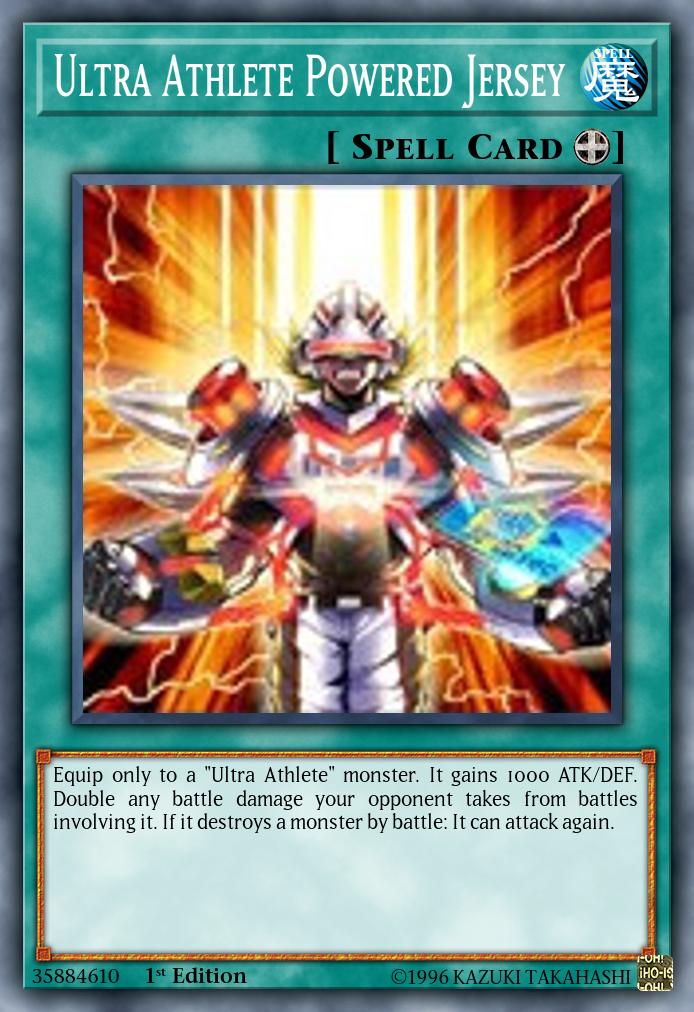 ULTRA ATHLETE POWERED JERSEY
SPELL
魔
[ SPELL CARD ]
Equip only to a "Ultra Athlete" monster. It gains 1000 ATK/DEF.
Double any battle damage your opponent takes from battles
involving it. If it destroys a monster by battle: It can attack again.
35884610 1st Edition ©1996 KAZUKI TAKAHASHI